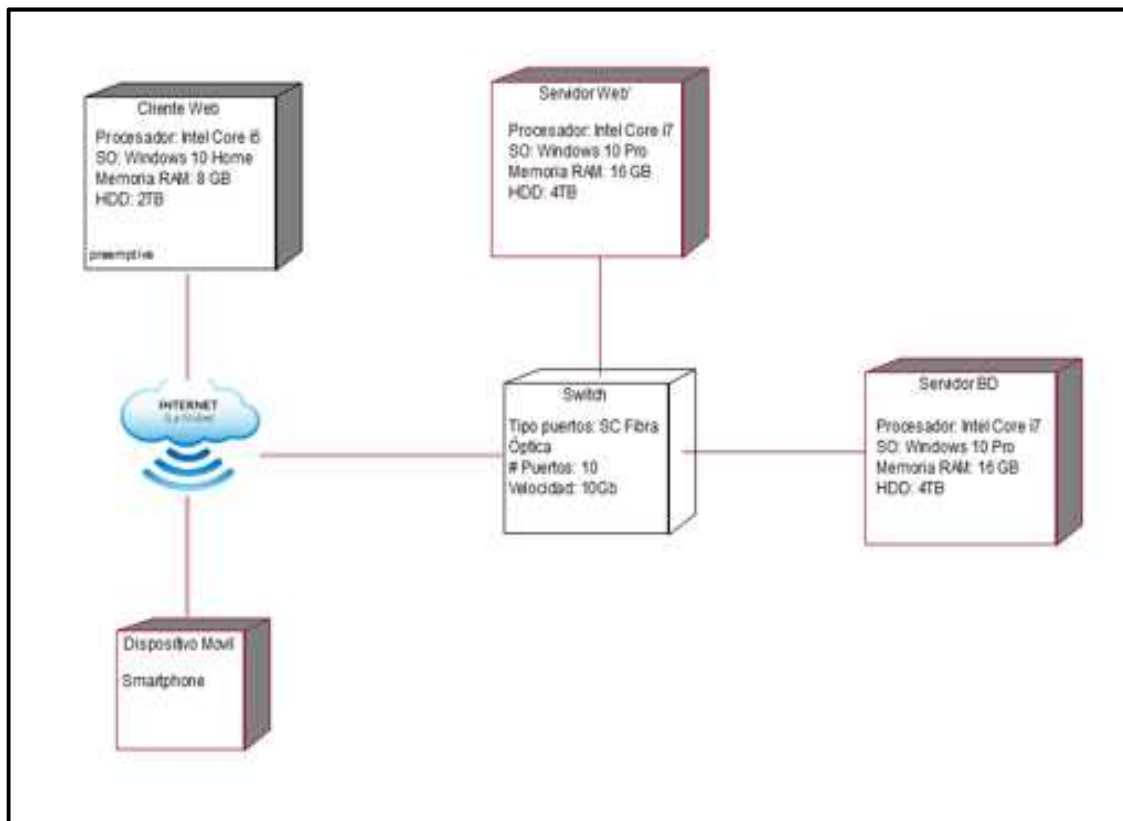 Cliente Web
Procesador: Intel Core i5
SO: Windows 10 Home
Memoria RAM: 8 GB
HDD: 2TB
preemptive
Servidor Web'
Procesador: Intel Core i7
SO: Windows 10 Pro
Memoria RAM: 16 GB
HDD: 4TB
INTERNET
Switch
Tipo puertos: SC Fibra
Óptica
# Puertos: 10
Velocidad: 10Gb
Servidor BD
Procesador: Intel Core i7
SO: Windows 10 Pro
Memoria RAM: 16 GB
HDD: 4TB
Dispositivo Movil
Smartphone